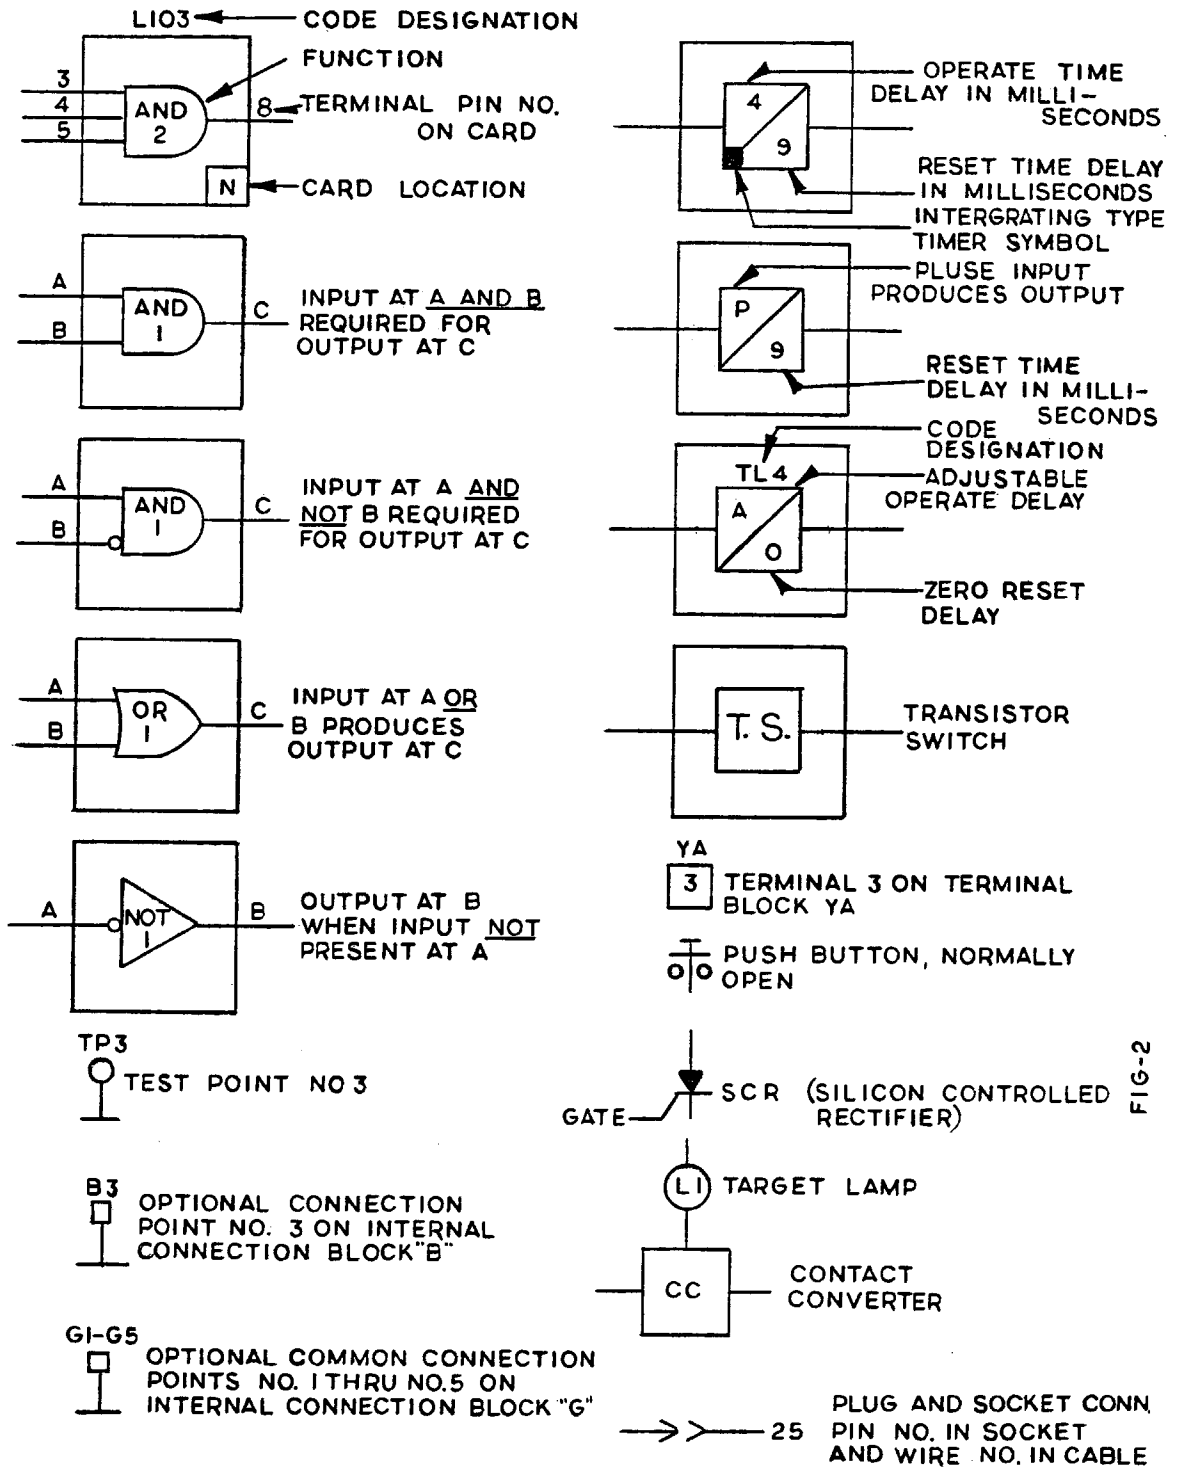 L103 CODE DESIGNATION
FUNCTION
3
4
5
AND
2
8
TERMINAL PIN NO.
ON CARD
N
CARD LOCATION
A
B
AND
1
C
INPUT AT A AND B
REQUIRED FOR
OUTPUT AT C
A
B
AND
1
C
INPUT AT A AND
NOT B REQUIRED
FOR OUTPUT AT C
A
B
OR
1
C
INPUT AT A OR
B PRODUCES
OUTPUT AT C
A
NOT
1
B
OUTPUT AT B
WHEN INPUT NOT
PRESENT AT A
TP3
TEST POINT NO 3
B3
OPTIONAL CONNECTION
POINT NO. 3 ON INTERNAL
CONNECTION BLOCK "B"
G1-G5
OPTIONAL COMMON CONNECTION
POINTS NO. 1 THRU NO.5 ON
INTERNAL CONNECTION BLOCK "G"
4
9
OPERATE TIME
DELAY IN MILLI-
SECONDS
RESET TIME DELAY
IN MILLISECONDS
INTERGRATING TYPE
TIMER SYMBOL
P
9
PLUSE INPUT
PRODUCES OUTPUT
RESET TIME
DELAY IN MILLI-
SECONDS
CODE
DESIGNATION
TL4
A
0
ADJUSTABLE
OPERATE DELAY
ZERO RESET
DELAY
T.S.
TRANSISTOR
SWITCH
YA
3
TERMINAL 3 ON TERMINAL
BLOCK YA
PUSH BUTTON, NORMALLY
OPEN
GATE
SCR (SILICON CONTROLLED
RECTIFIER)
L1
TARGET LAMP
CC
CONTACT
CONVERTER
25
PLUG AND SOCKET CONN.
PIN NO. IN SOCKET
AND WIRE NO. IN CABLE
FIG-2